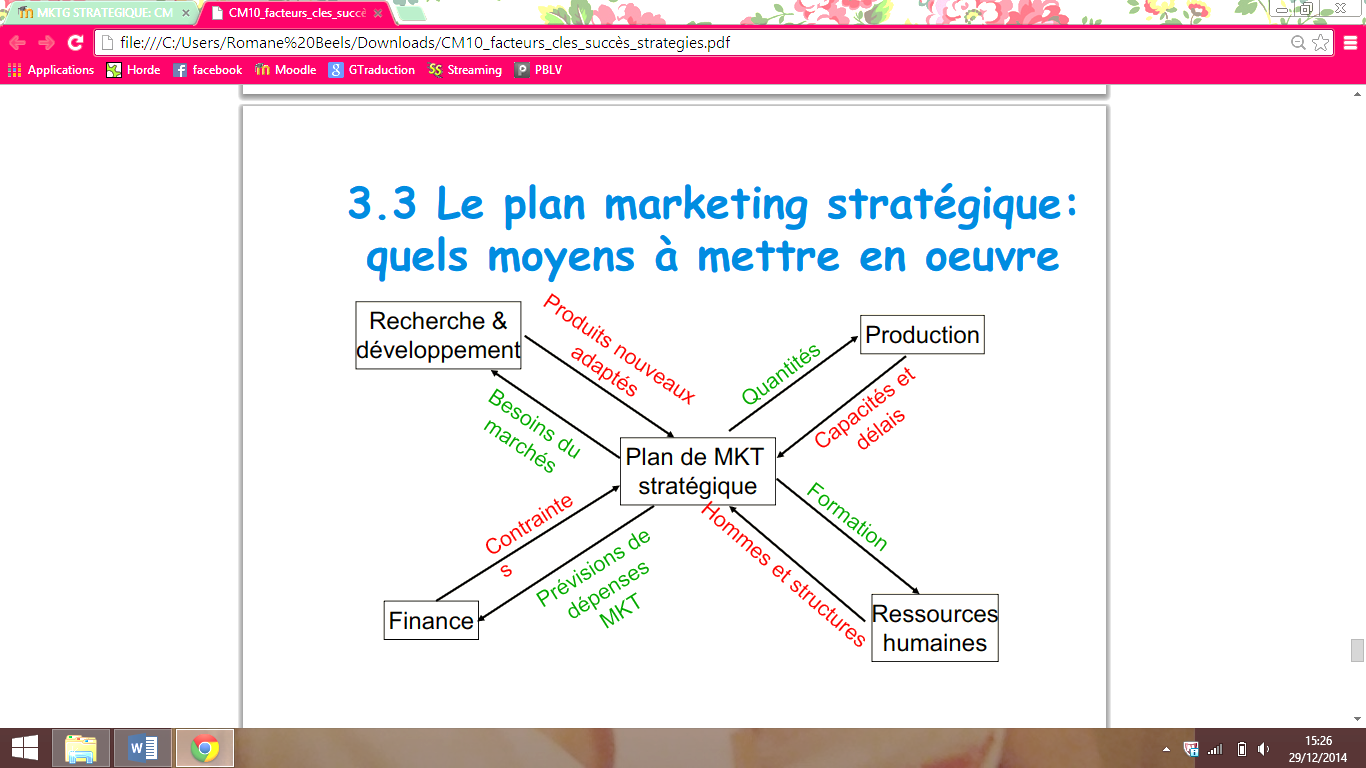 MKTG STRATEGIQUE: CM
CM10_facteurs_cles_succè
file:///C:/Users/Romane%20Beels/Downloads/CM10_facteurs_cles_succès_strategies.pdf
Applications
Horde
facebook
Moodle
GTraduction
Streaming
PBLV
3.3 Le plan marketing stratégique:
quels moyens à mettre en oeuvre
Recherche &
développement
Produits nouveaux
adaptés
Quantités
Production
Besoins du
marchés
Capacités et
délais
Plan de MKT
stratégique
Contrainte
s
Prévisions de
dépenses
MKT
Hommes et structures
Formation
Finance
Ressources
humaines
15:26
29/12/2014